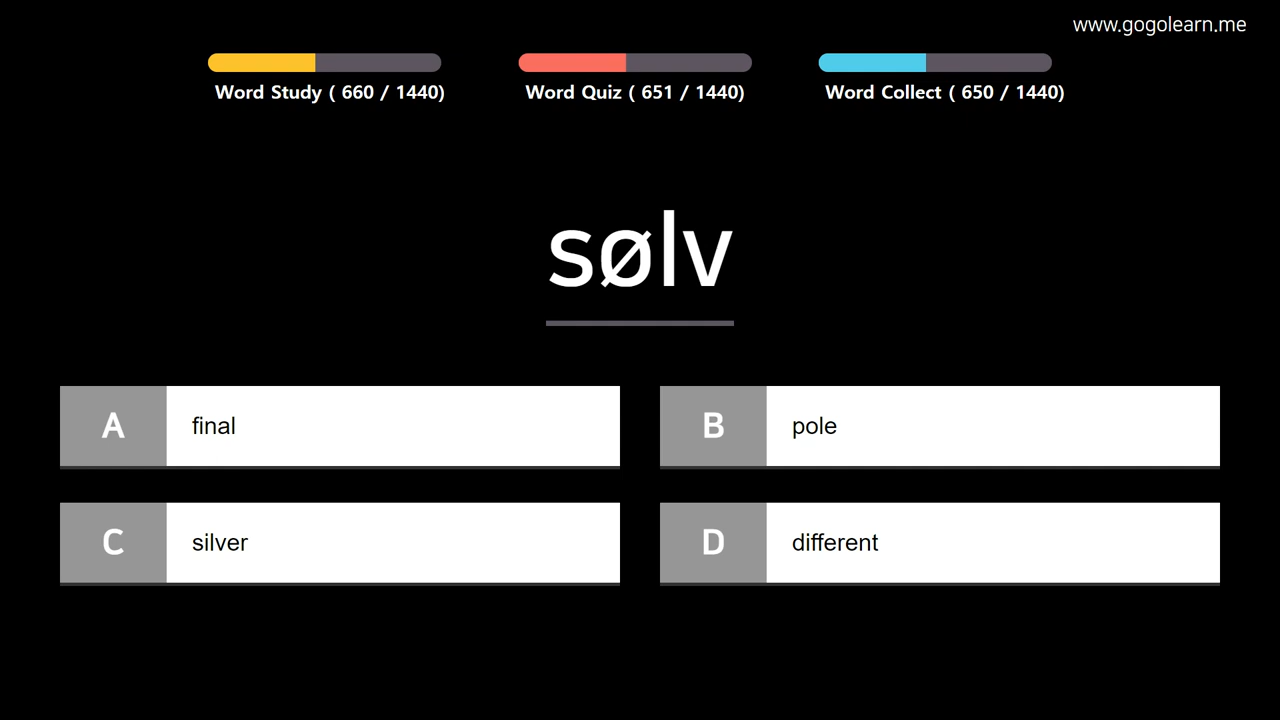 www.gogolearn.me
Word Study ( 660 / 1440)
Word Quiz ( 651 / 1440)
Word Collect ( 650 / 1440)
sølv
A final
B pole
C silver
D different